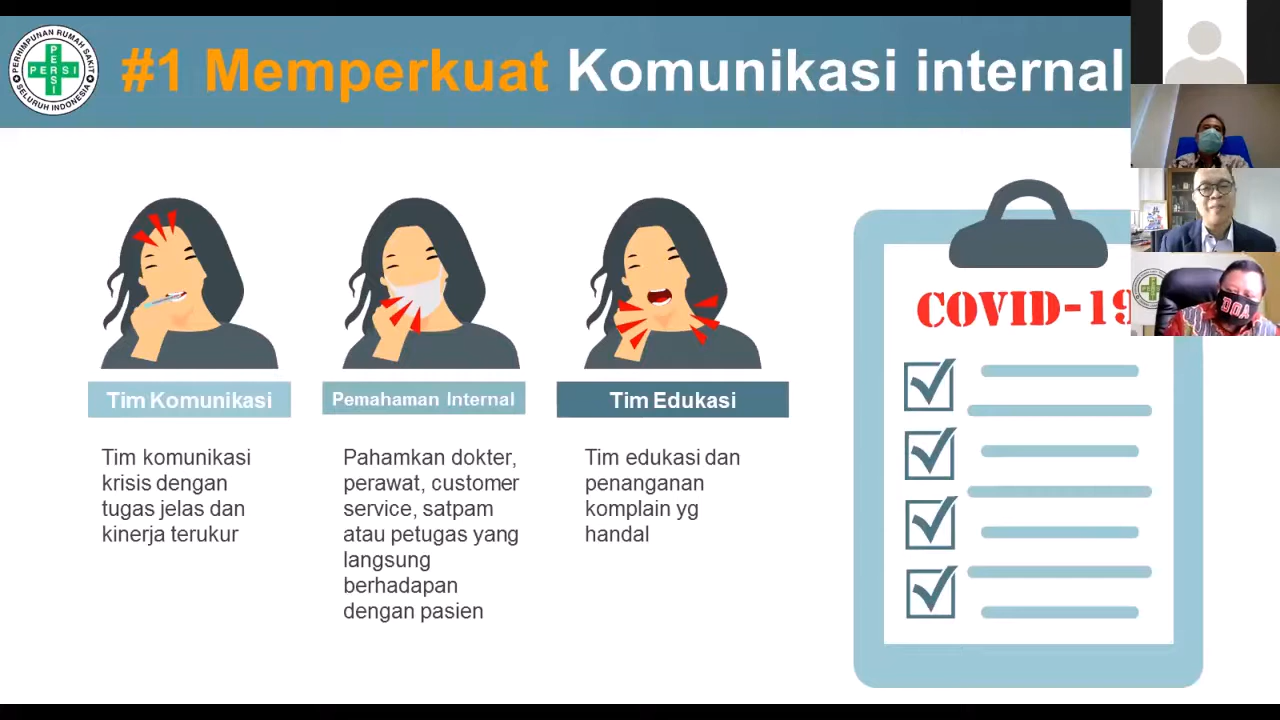 PERHIMPUNAN RUMAH SAKIT
PERSI
PERSI
SELURUH INDONESIA
#1 Memperkuat Komunikasi internal
COVID-19
Tim Komunikasi
Tim komunikasi
krisis dengan
tugas jelas dan
kinerja terukur
Pemahaman Internal
Pahamkan dokter,
perawat, customer
service, satpam
atau petugas yang
langsung
berhadapan
dengan pasien
Tim Edukasi
Tim edukasi dan
penanganan
komplain yg
handal